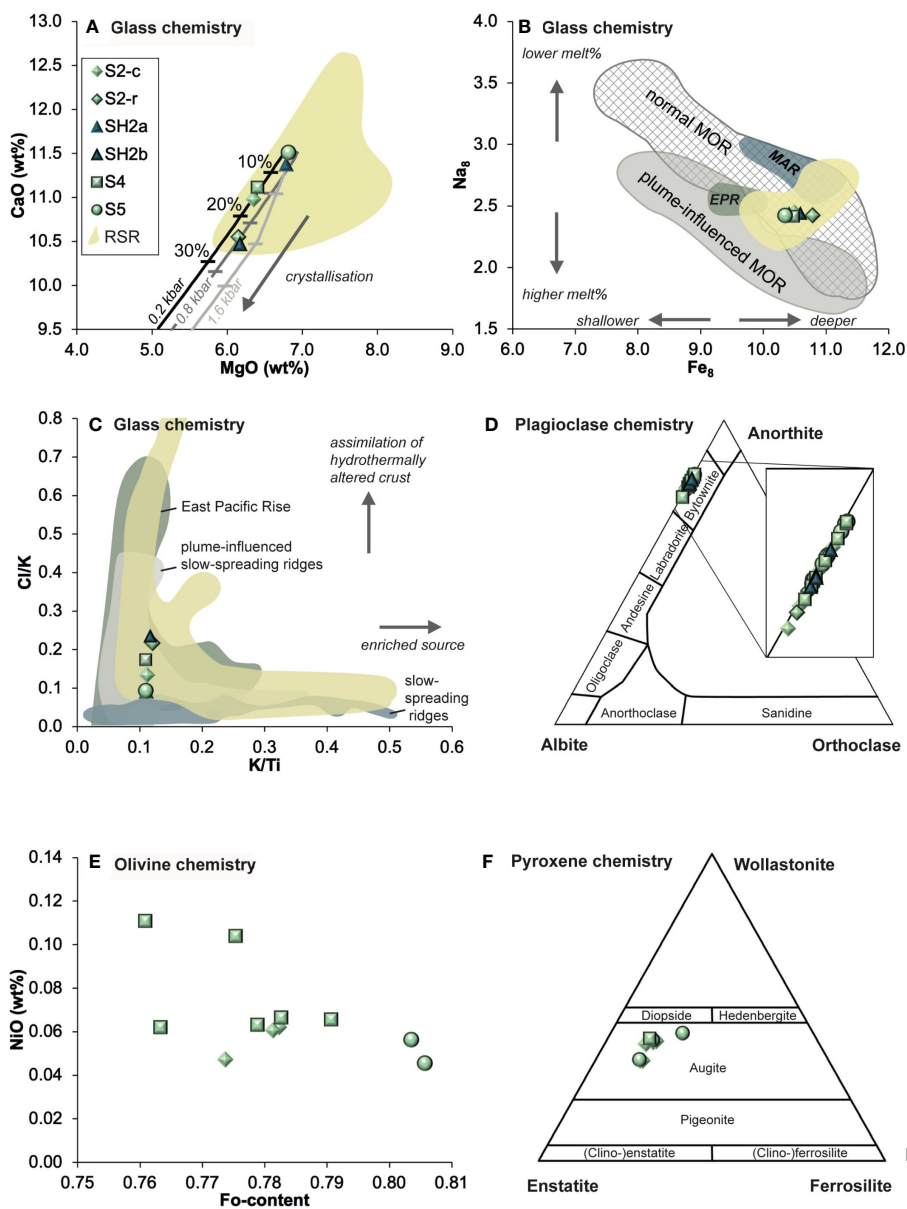 A Glass chemistry
13.0
12.5
12.0
11.5
11.0
10.5
10.0
9.5
CaO (wt%)
S2-c
S2-r
SH2a
SH2b
S4
S5
RSR
10%
20%
30%
0.2 kbar
0.8 kbar
1.6 kbar
crystallisation
4.0 5.0 6.0 7.0 8.0 9.0
MgO (wt%)
B Glass chemistry
4.0
3.5
3.0
2.5
2.0
1.5
Na8
lower melt%
normal MOR
MAR
EPR
plume-influenced MOR
higher melt%
shallower
deeper
6.0 7.0 8.0 9.0 10.0 11.0 12.0
Fe8
C Glass chemistry
0.8
0.7
0.6
0.5
0.4
0.3
0.2
0.1
0.0
Cl/K
assimilation of
hydrothermally
altered crust
East Pacific Rise
plume-influenced
slow-spreading ridges
enriched source
slow-
spreading
ridges
0.0 0.1 0.2 0.3 0.4 0.5 0.6
K/Ti
D Plagioclase chemistry
Anorthite
Bytownite
Labradorite
Andesine
Oligoclase
Anorthoclase
Sanidine
Albite
Orthoclase
E Olivine chemistry
0.14
0.12
0.10
0.08
0.06
0.04
0.02
0.00
NiO (wt%)
0.75 0.76 0.77 0.78 0.79 0.80 0.81
Fo-content
F Pyroxene chemistry
Wollastonite
Diopside
Hedenbergite
Augite
Pigeonite
(Clino-)enstatite
(Clino-)ferrosilite
Enstatite
Ferrosilite